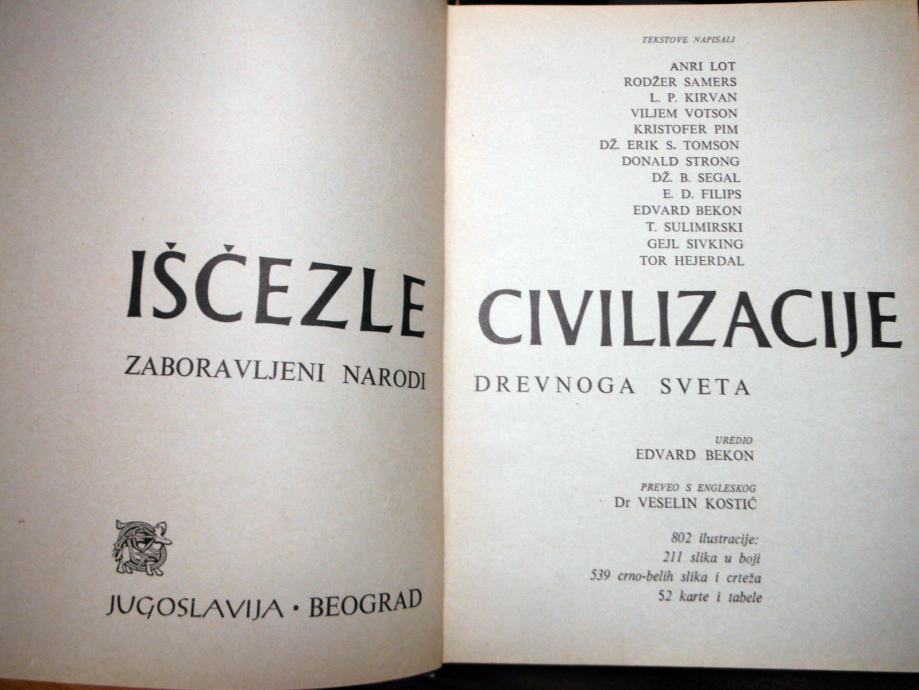 IŠČEZLE
ZABORAVLJENI NARODI
JUGOSLAVIJA • BEOGRAD
TEKSTOVE NAPISALI
ANRI LOT
RODŽER SAMERS
L. P. KIRVAN
VILJEM VOTSON
KRISTOFER PIM
DŽ. ERIK S. TOMSON
DONALD STRONG
DŽ. B. SEGAL
E. D. FILIPS
EDVARD BEKON
T. SULIMIRSKI
GEJL SIVKING
TOR HEJERDAL
CIVILIZACIJE
DREVNOGA SVETA
UREDIO
EDVARD BEKON
PREVEO S ENGLESKOG
Dr VESELIN KOSTIĆ
802 ilustracije:
211 slika u boji
539 crno-belih slika i crteža
52 karte i tabele